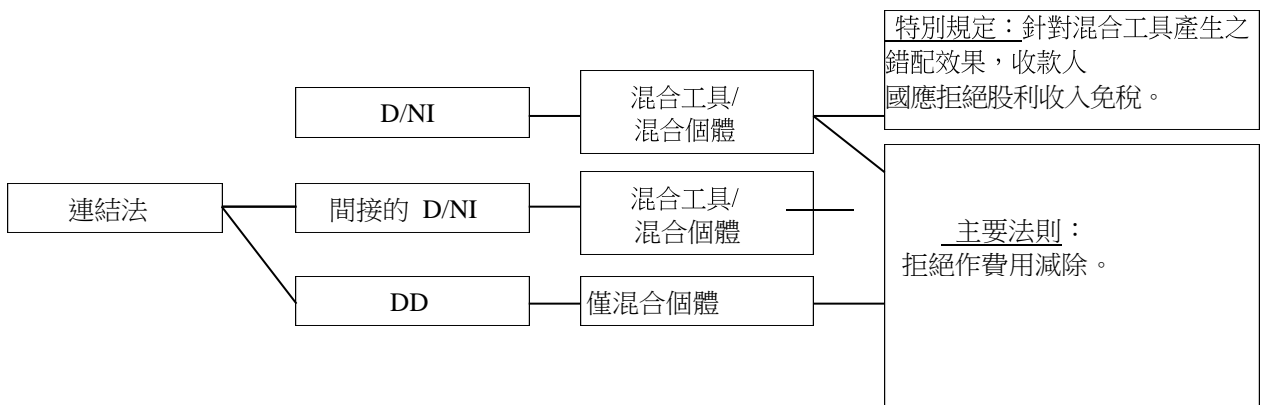 特別規定：針對混合工具產生之
錯配效果，收款人
國應拒絕股利收入免稅。
D/NI
混合工具/
混合個體
連結法
間接的 D/NI
混合工具/
混合個體
主要法則：
拒絕作費用減除。
DD
僅混合個體